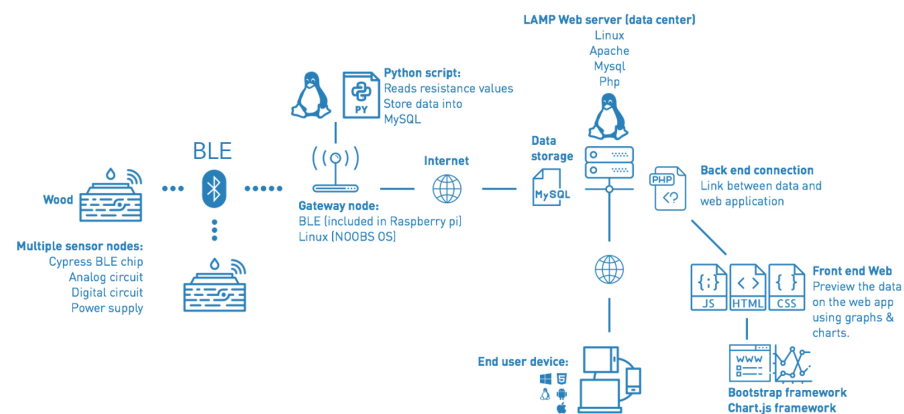 LAMP Web server (data center)
Linux
Apache
Mysql
Php
Python script:
Reads resistance values
Store data into
MySQL
PY
BLE
Wood
Internet
Data
storage
MySQL
PHP
<?
Back end connection
Link between data and
web application
Gateway node:
BLE (included in Raspberry pi)
Linux (NOOBS OS)
Multiple sensor nodes:
Cypress BLE chip
Analog circuit
Digital circuit
Power supply
{;}
JS
< >
HTML
{ }
CSS
Front end Web
Preview the data
on the web app
using graphs &
charts.
End user device:
WWW
Bootstrap framework
Chart.js framework